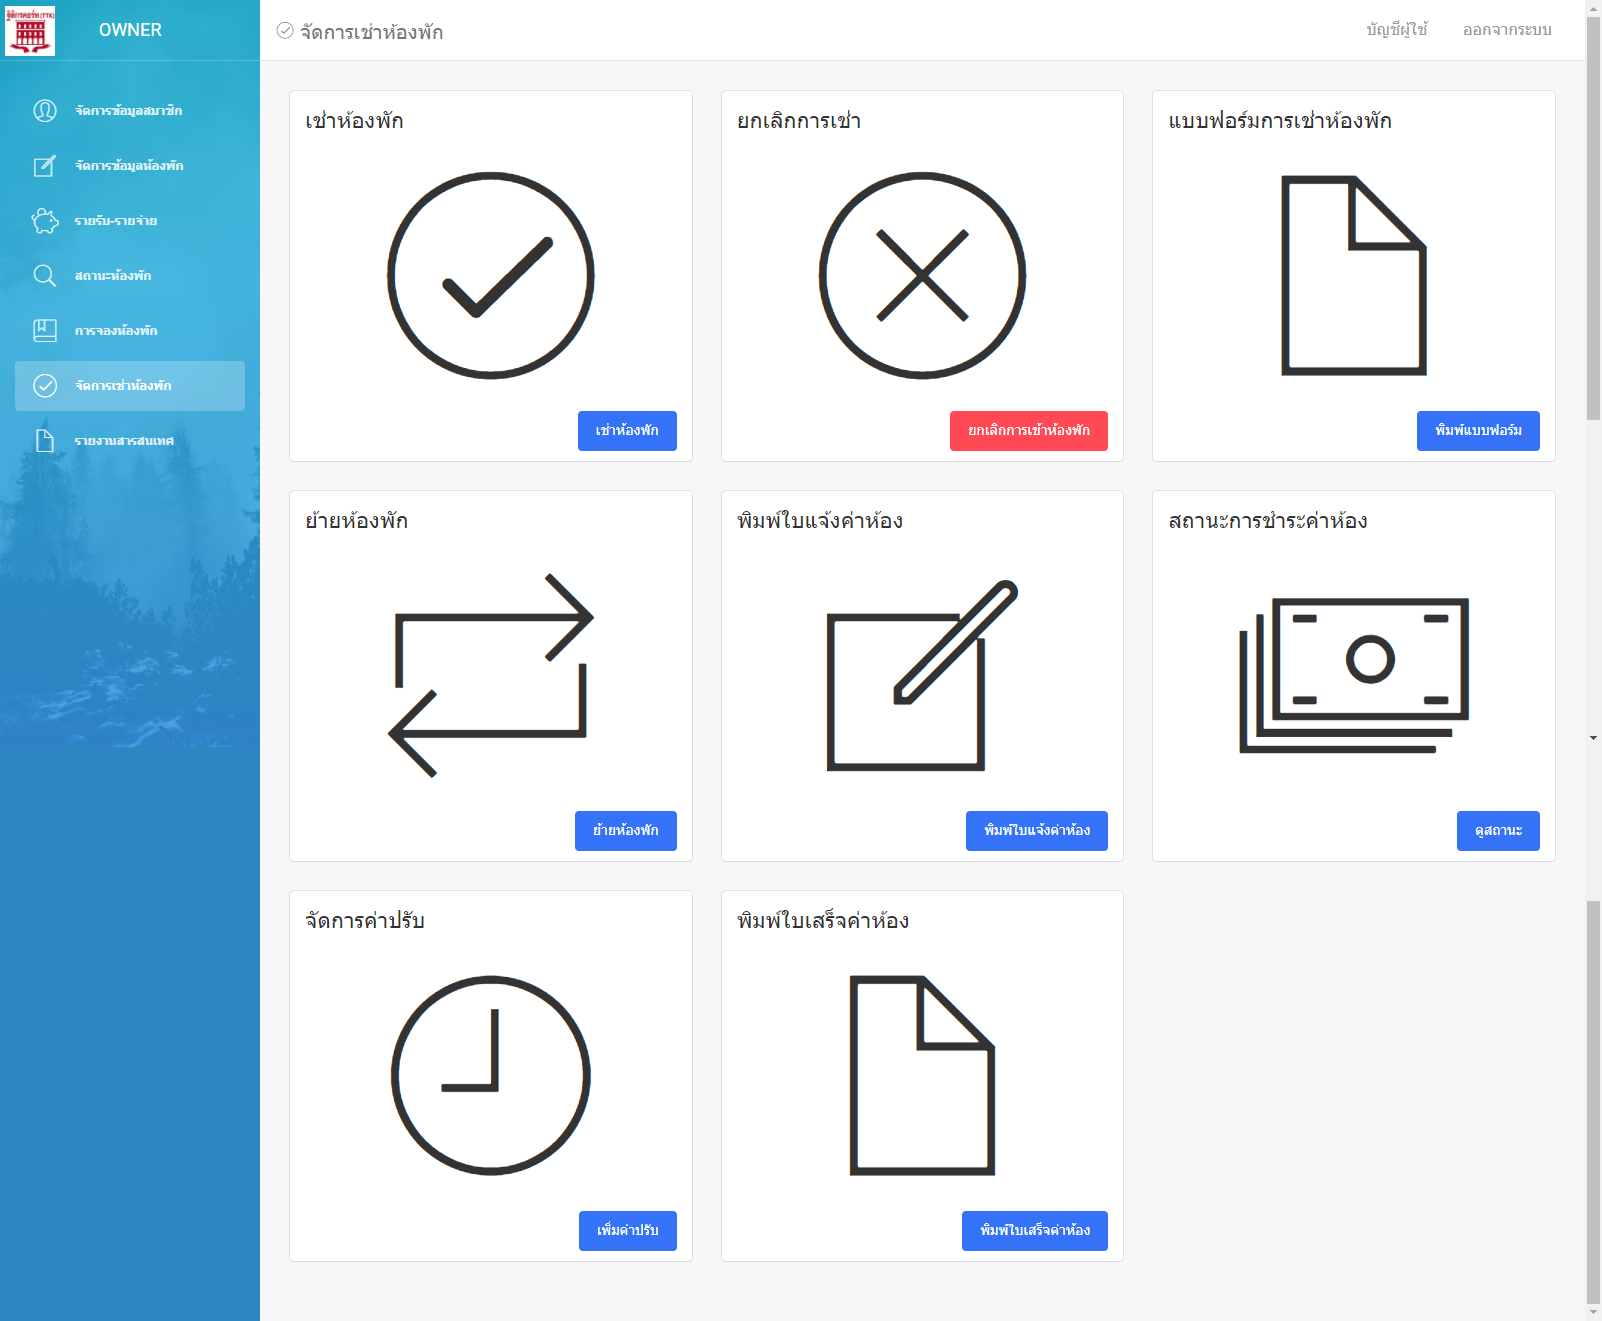 ฐิติกรคอร์ท (TTK)
OWNER
จัดการเช่าห้องพัก
บัญชีผู้ใช้
ออกจากระบบ
จัดการข้อมูลสมาชิก
จัดการข้อมูลห้องพัก
รายรับ-รายจ่าย
สถานะห้องพัก
การจองห้องพัก
จัดการเช่าห้องพัก
รายงานสารสนเทศ
เช่าห้องพัก
เช่าห้องพัก
ยกเลิกการเช่า
ยกเลิกการเข้าห้องพัก
แบบฟอร์มการเช่าห้องพัก
พิมพ์แบบฟอร์ม
ย้ายห้องพัก
ย้ายห้องพัก
พิมพ์ใบแจ้งค่าห้อง
พิมพ์ใบแจ้งค่าห้อง
สถานะการชำระค่าห้อง
ดูสถานะ
จัดการค่าปรับ
เพิ่มค่าปรับ
พิมพ์ใบเสร็จค่าห้อง
พิมพ์ใบเสร็จค่าห้อง